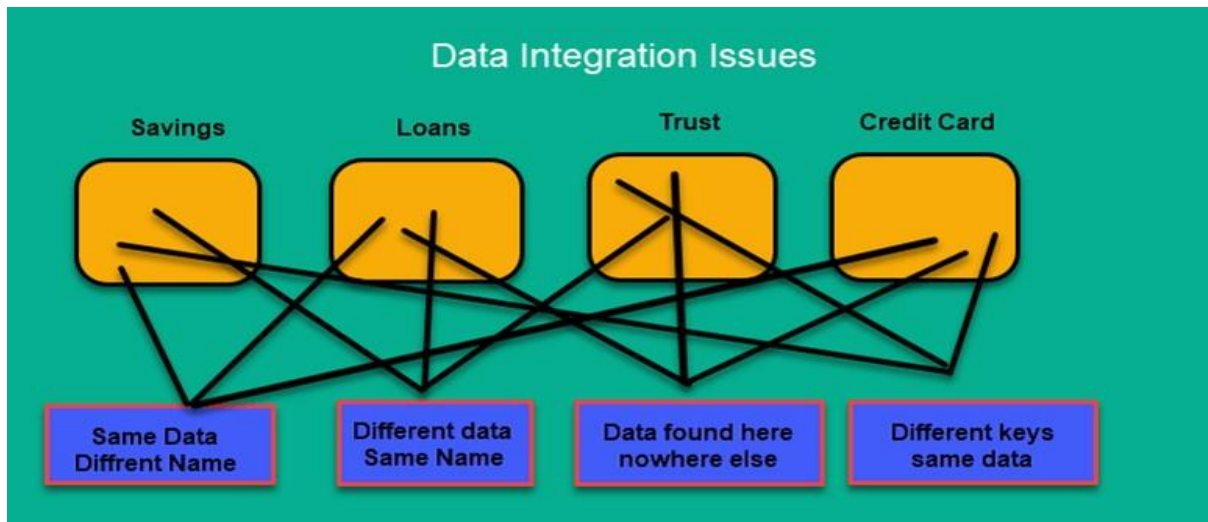 Data Integration Issues
Savings
Loans
Trust
Credit Card
Same Data
Diffrent Name
Different data
Same Name
Data found here
nowhere else
Different keys
same data